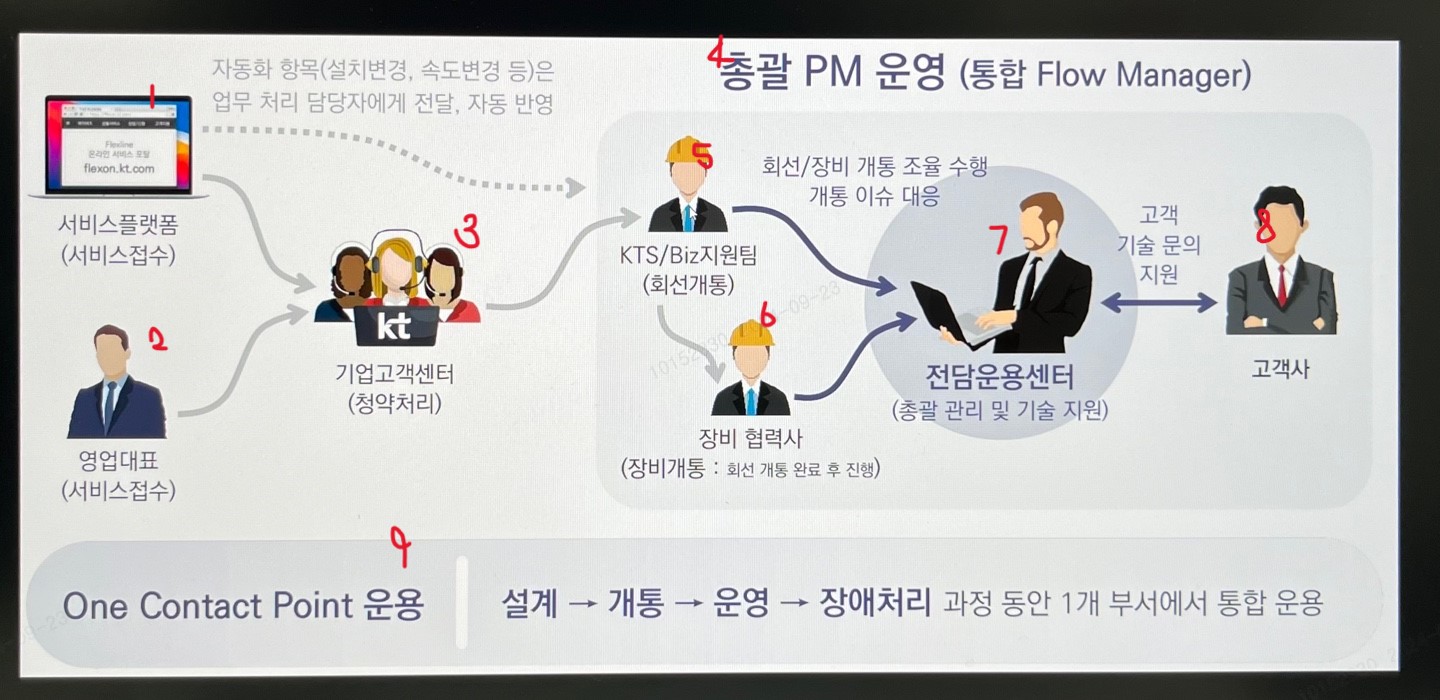 자동화 항목(설치변경, 속도변경 등)은
업무 처리 담당자에게 전달, 자동 반영
4
총괄 PM 운영 (통합 Flow Manager)
1
Flexline
온라인 서비스 포탈
flexon.kt.com
서비스플랫폼
(서비스접수)
2
영업대표
(서비스접수)
3
kt
기업고객센터
(청약처리)
5
KTS/Biz지원팀
(회선개통)
회선/장비 개통 조율 수행
개통 이슈 대응
6
장비 협력사
(장비개통 : 회선 개통 완료 후 진행)
7
전담운용센터
(총괄 관리 및 기술 지원)
고객
기술 문의
지원
8
고객사
9
One Contact Point 운용
설계 → 개통 → 운영 → 장애처리 과정 동안 1개 부서에서 통합 운용